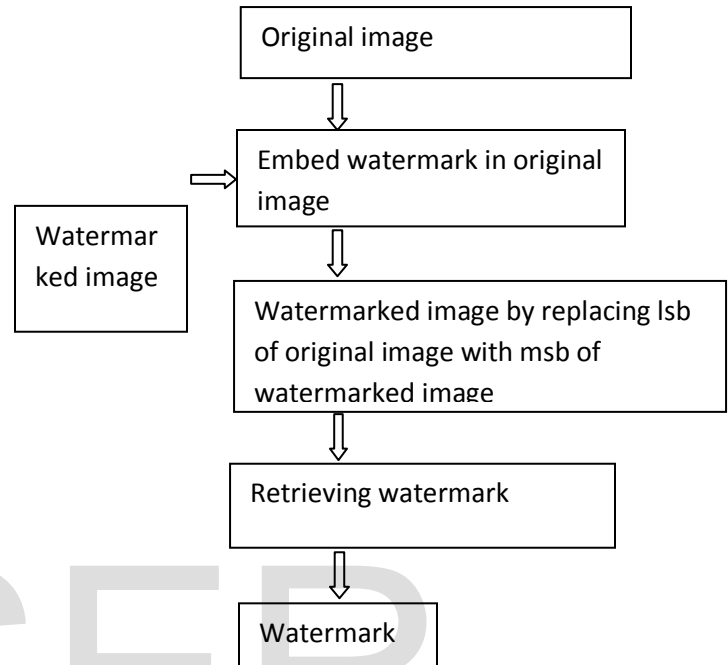 Original image
Embed watermark in original
image
Watermar
ked image
Watermarked image by replacing lsb
of original image with msb of
watermarked image
Retrieving watermark
Watermark